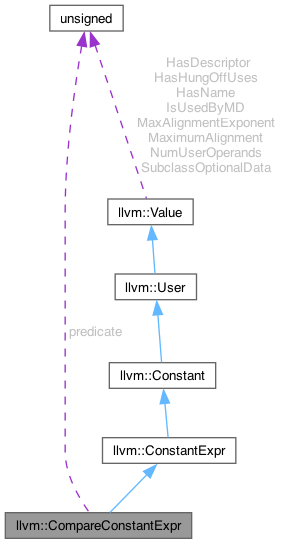 unsigned
HasDescriptor
HasHungOffUses
HasName
IsUsedByMD
MaxAlignmentExponent
MaximumAlignment
NumUserOperands
SubclassOptionalData
llvm::Value
llvm::User
predicate
llvm::Constant
llvm::ConstantExpr
llvm::CompareConstantExpr